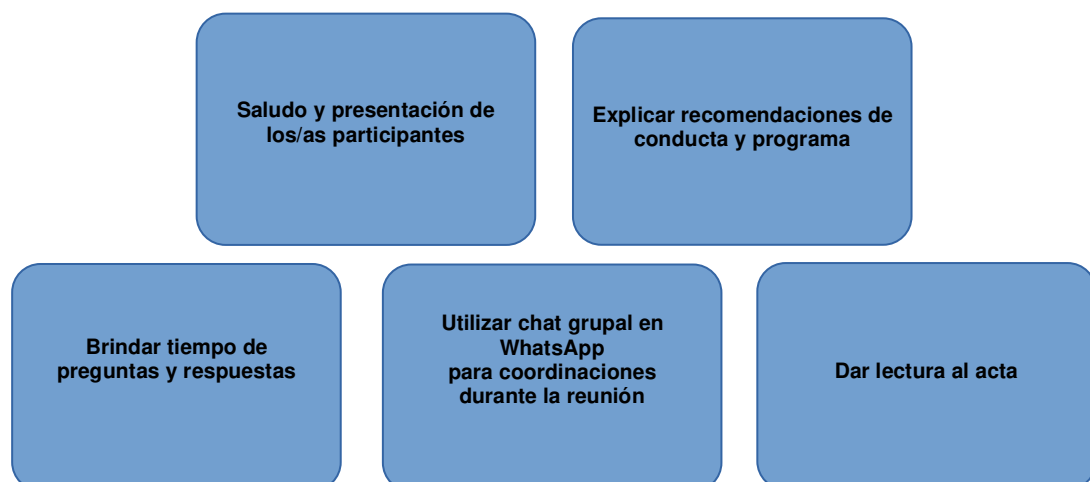 Saludo y presentación de
los/as participantes
Explicar recomendaciones de
conducta y programa
Brindar tiempo de
preguntas y respuestas
Utilizar chat grupal en
WhatsApp
para coordinaciones
durante la reunión
Dar lectura al acta